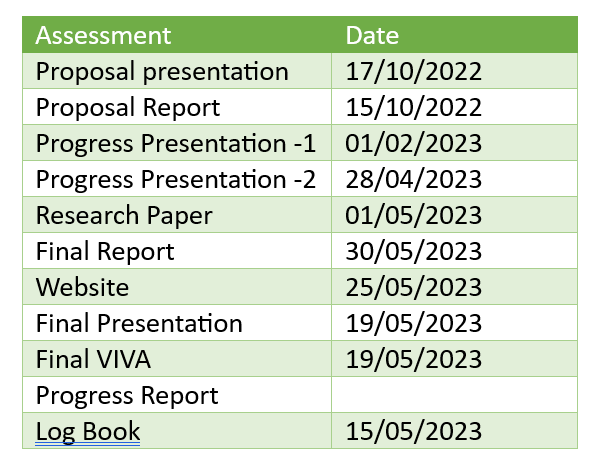 Assessment Date
Proposal presentation 17/10/2022
Proposal Report 15/10/2022
Progress Presentation -1 01/02/2023
Progress Presentation -2 28/04/2023
Research Paper 01/05/2023
Final Report 30/05/2023
Website 25/05/2023
Final Presentation 19/05/2023
Final VIVA 19/05/2023
Progress Report
Log Book 15/05/2023